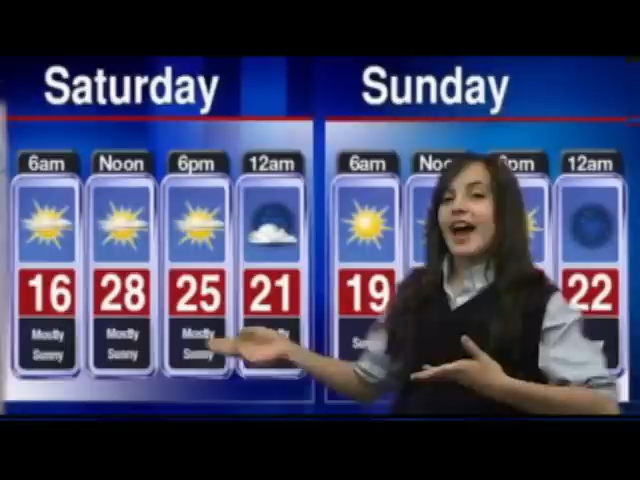 Saturday Sunday
6am Noon 6pm 12am 6am 12am
16 28 25 21 19 22
Mostly Mostly Mostly
Sunny Sunny Sunny